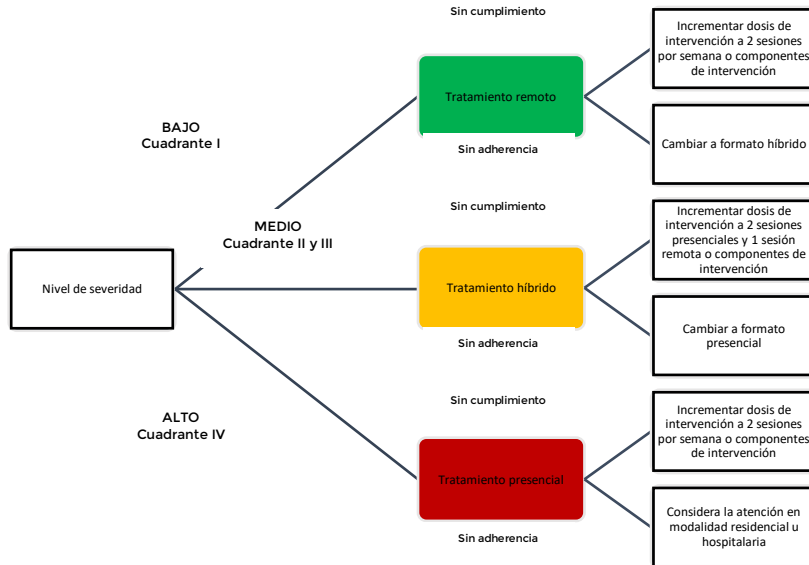 Sin cumplimiento
Incrementar dosis de
intervención a 2 sesiones
por semana o componentes
de intervención
Tratamiento remoto
BAJO
Cuadrante I
Cambiar a formato híbrido
Sin adherencia
Sin cumplimiento
MEDIO
Cuadrante II y III
Incrementar dosis de
intervención a 2 sesiones
presenciales y 1 sesión
remota o componentes de
intervención
Nivel de severidad
Tratamiento híbrido
Cambiar a formato
presencial
Sin adherencia
Sin cumplimiento
ALTO
Cuadrante IV
Incrementar dosis de
intervención a 2 sesiones
por semana o componentes
de intervención
Tratamiento presencial
Considera la atención en
modalidad residencial u
hospitalaria
Sin adherencia